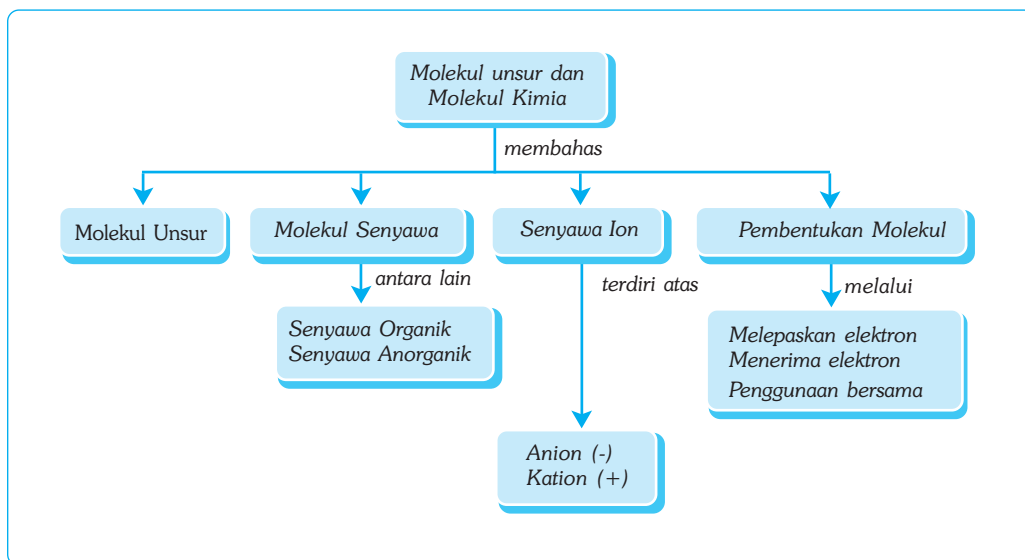 Molekul unsur dan
Molekul Kimia
membahas
Molekul Unsur
Molekul Senyawa
Senyawa Ion
Pembentukan Molekul
antara lain
terdiri atas
melalui
Senyawa Organik
Senyawa Anorganik
Melepaskan elektron
Menerima elektron
Penggunaan bersama
Anion (-)
Kation (+)